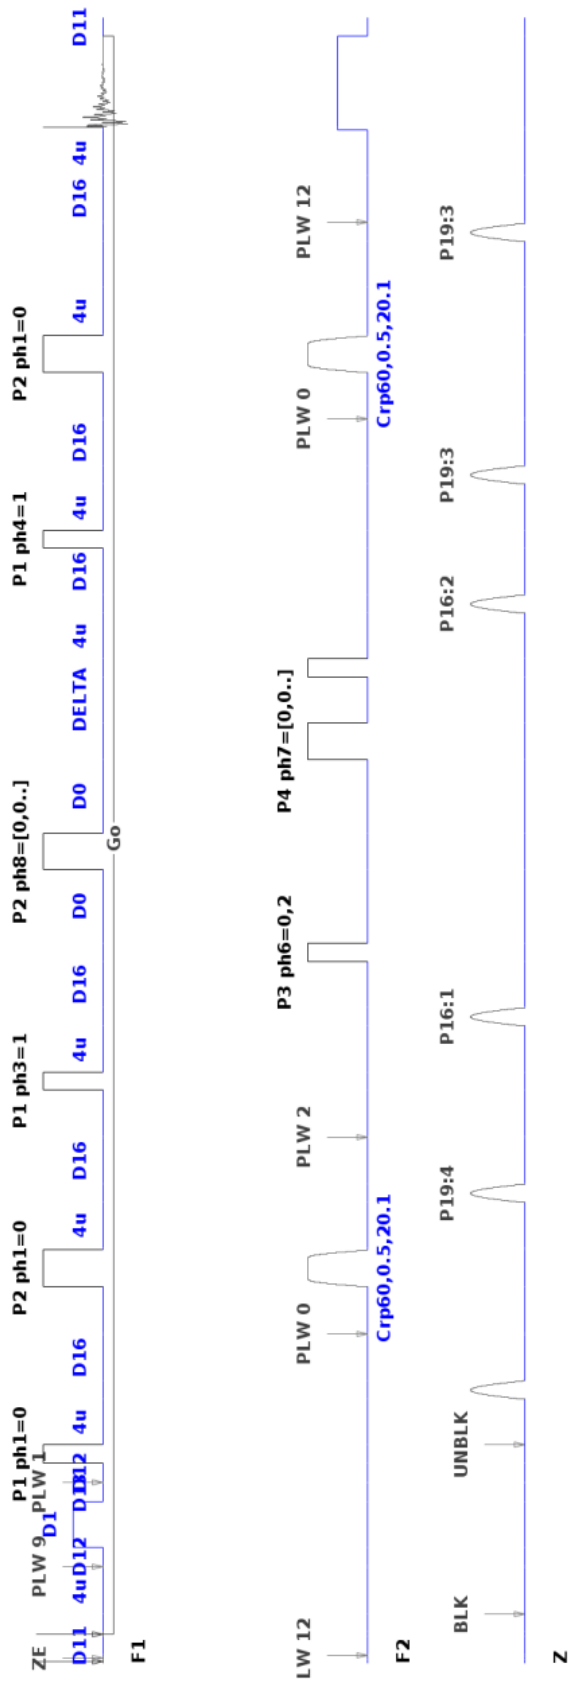 P1 ph1=0 P2 ph1=0 P1 ph3=1 P2 ph8=[0,0..] P1 ph4=1 P2 ph1=0
ZE PLW 9 PLW 1
D1
D11 4u D12 D12 4u D16 4u D16 4u D16 D0 D0 DELTA 4u D16 4u D16 4u D16 4u D11
Go
F1
P3 ph6=0,2 P4 ph7=[0,0..]
LW 12 PLW 0 PLW 2 PLW 0 PLW 12
Crp60,0.5,20.1 Crp60,0.5,20.1
F2
BLK UNBLK P19:4 P16:1 P16:2 P19:3 P19:3
Z